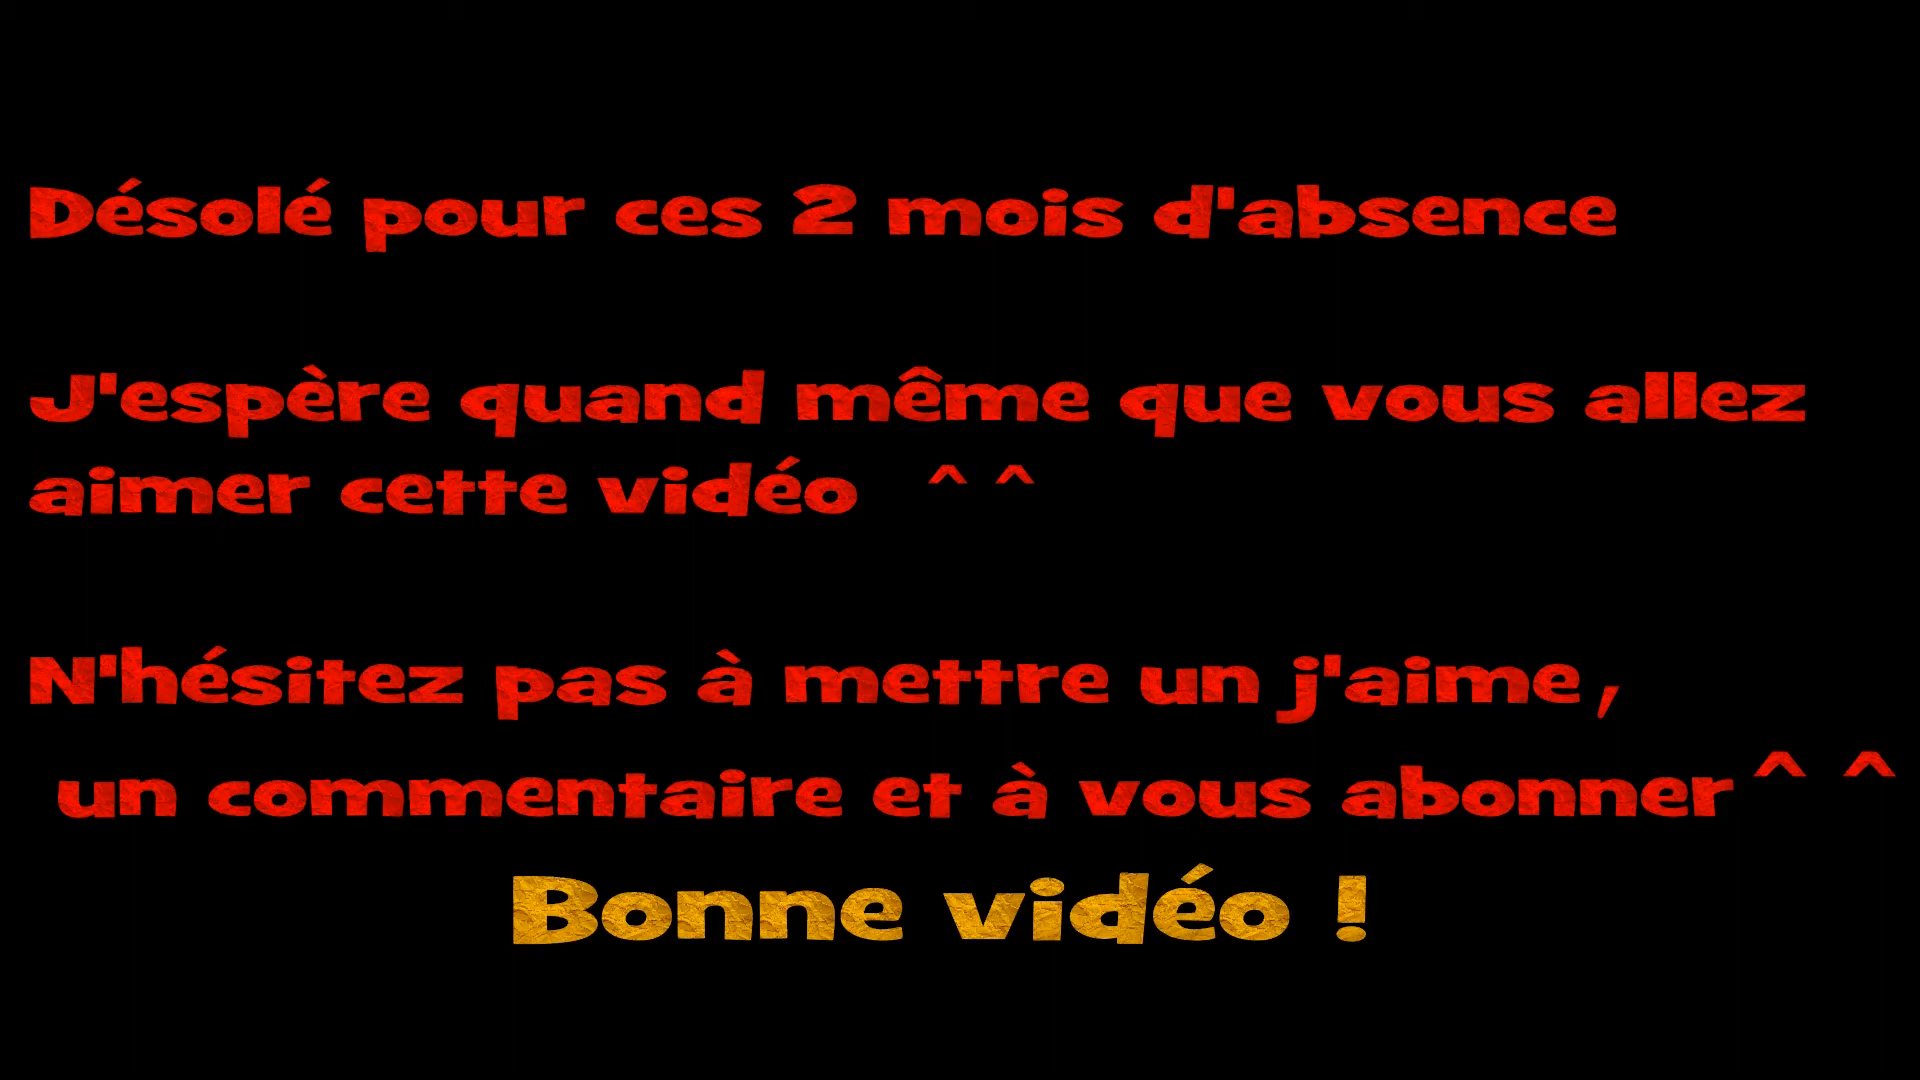 Désolé pour ces 2 mois d'absence
J'espère quand même que vous allez
aimer cette vidéo ^ ^
N'hésitez pas à mettre un j'aime,
un commentaire et à vous abonner ^ ^
Bonne vidéo !